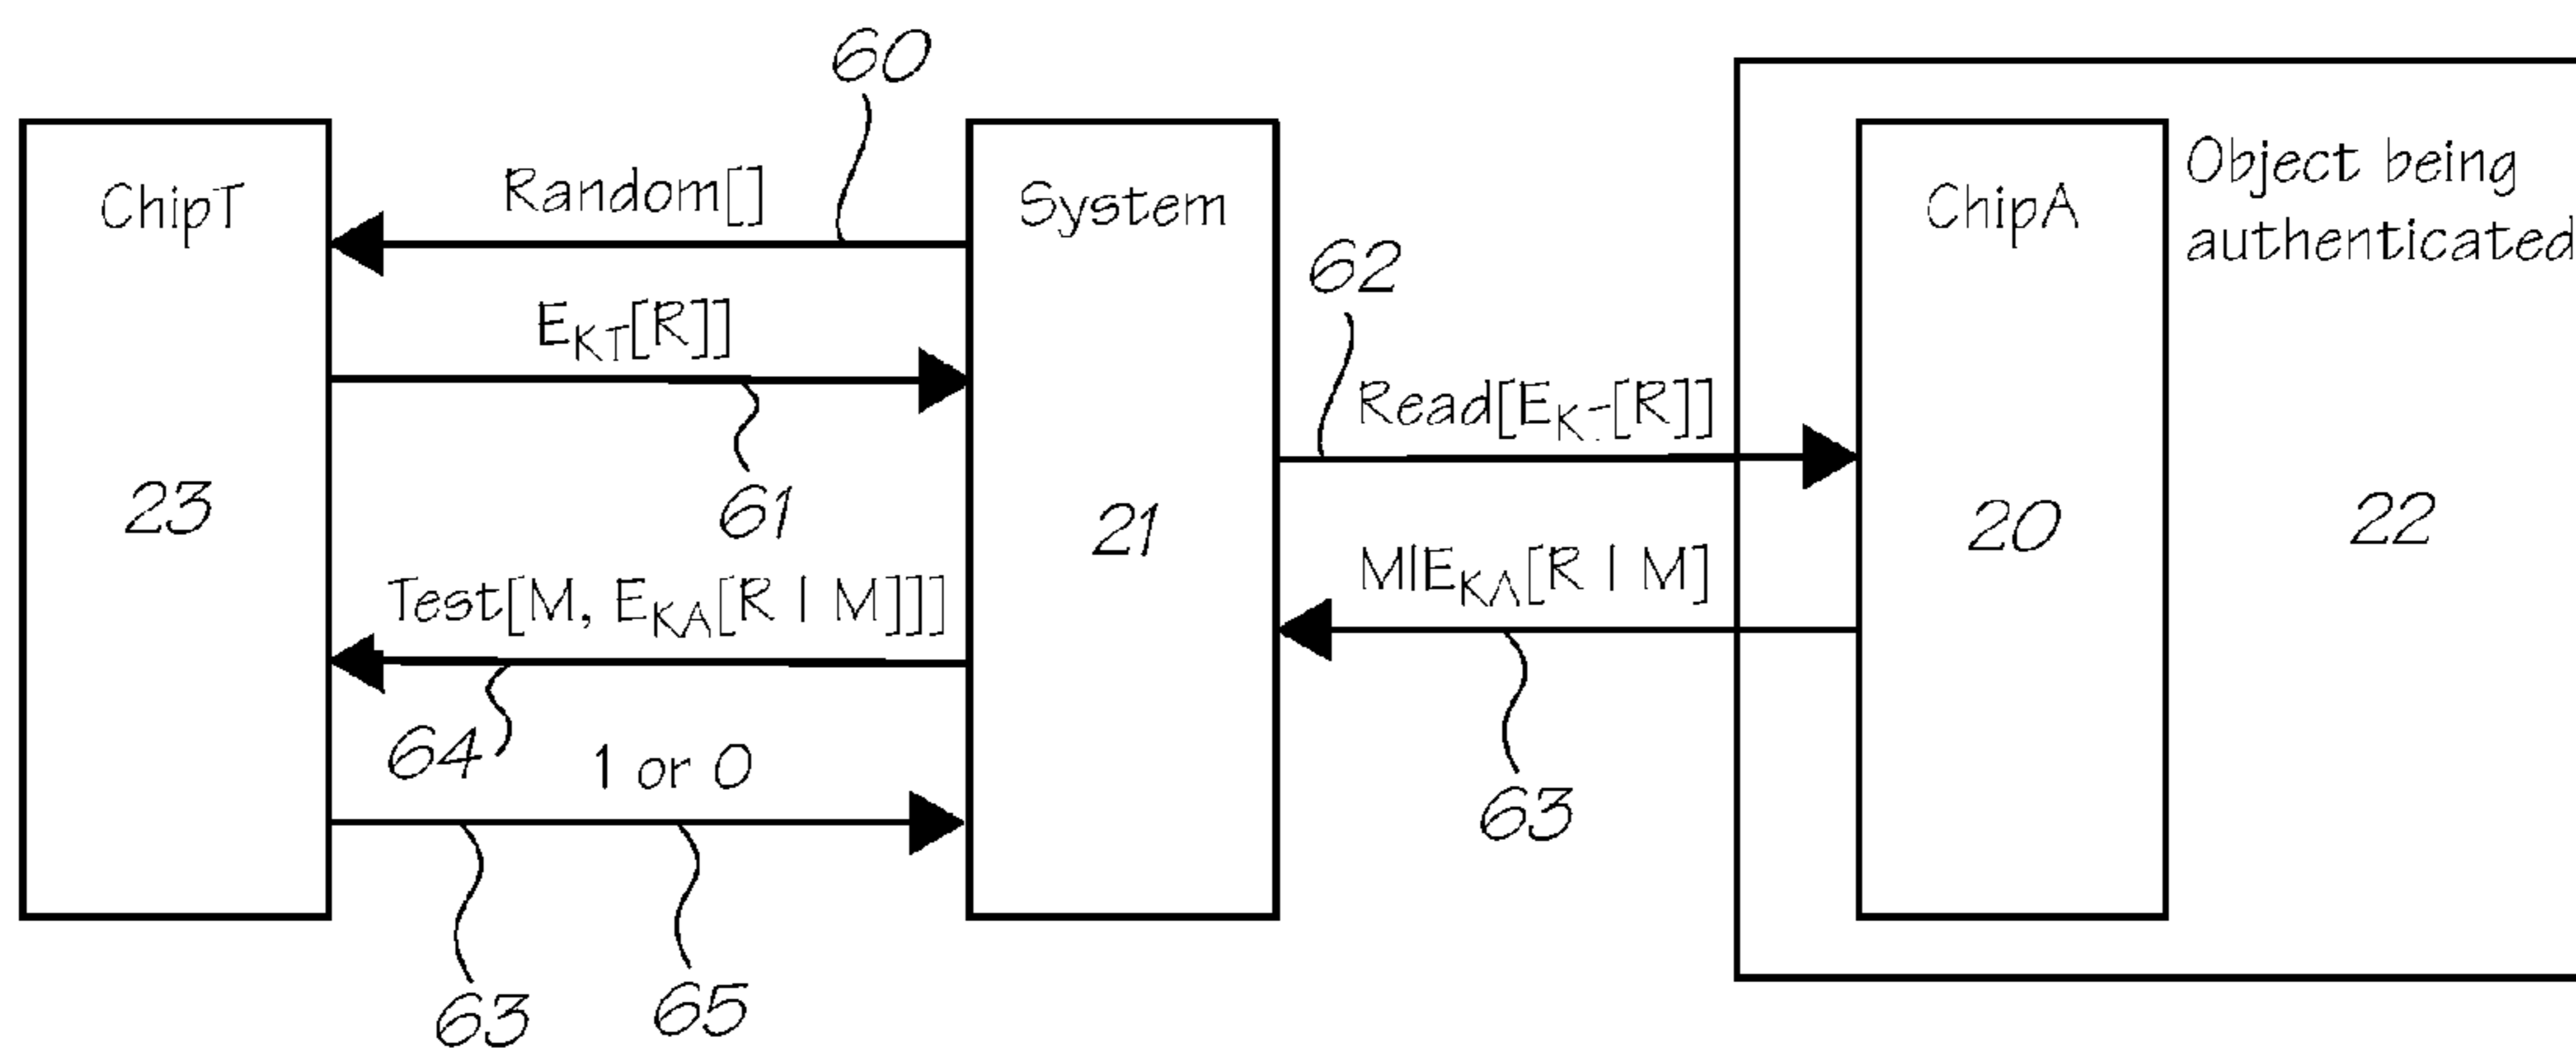 60
ChipT
Random[]
System
ChipA
Object being
authenticated
62
E_KT[R]]
Read[E_K-[R]]
23
61
21
20
22
Test[M, E_KA[R | M]]]
M|E_KA[R | M]
64
1 or 0
63
63
65